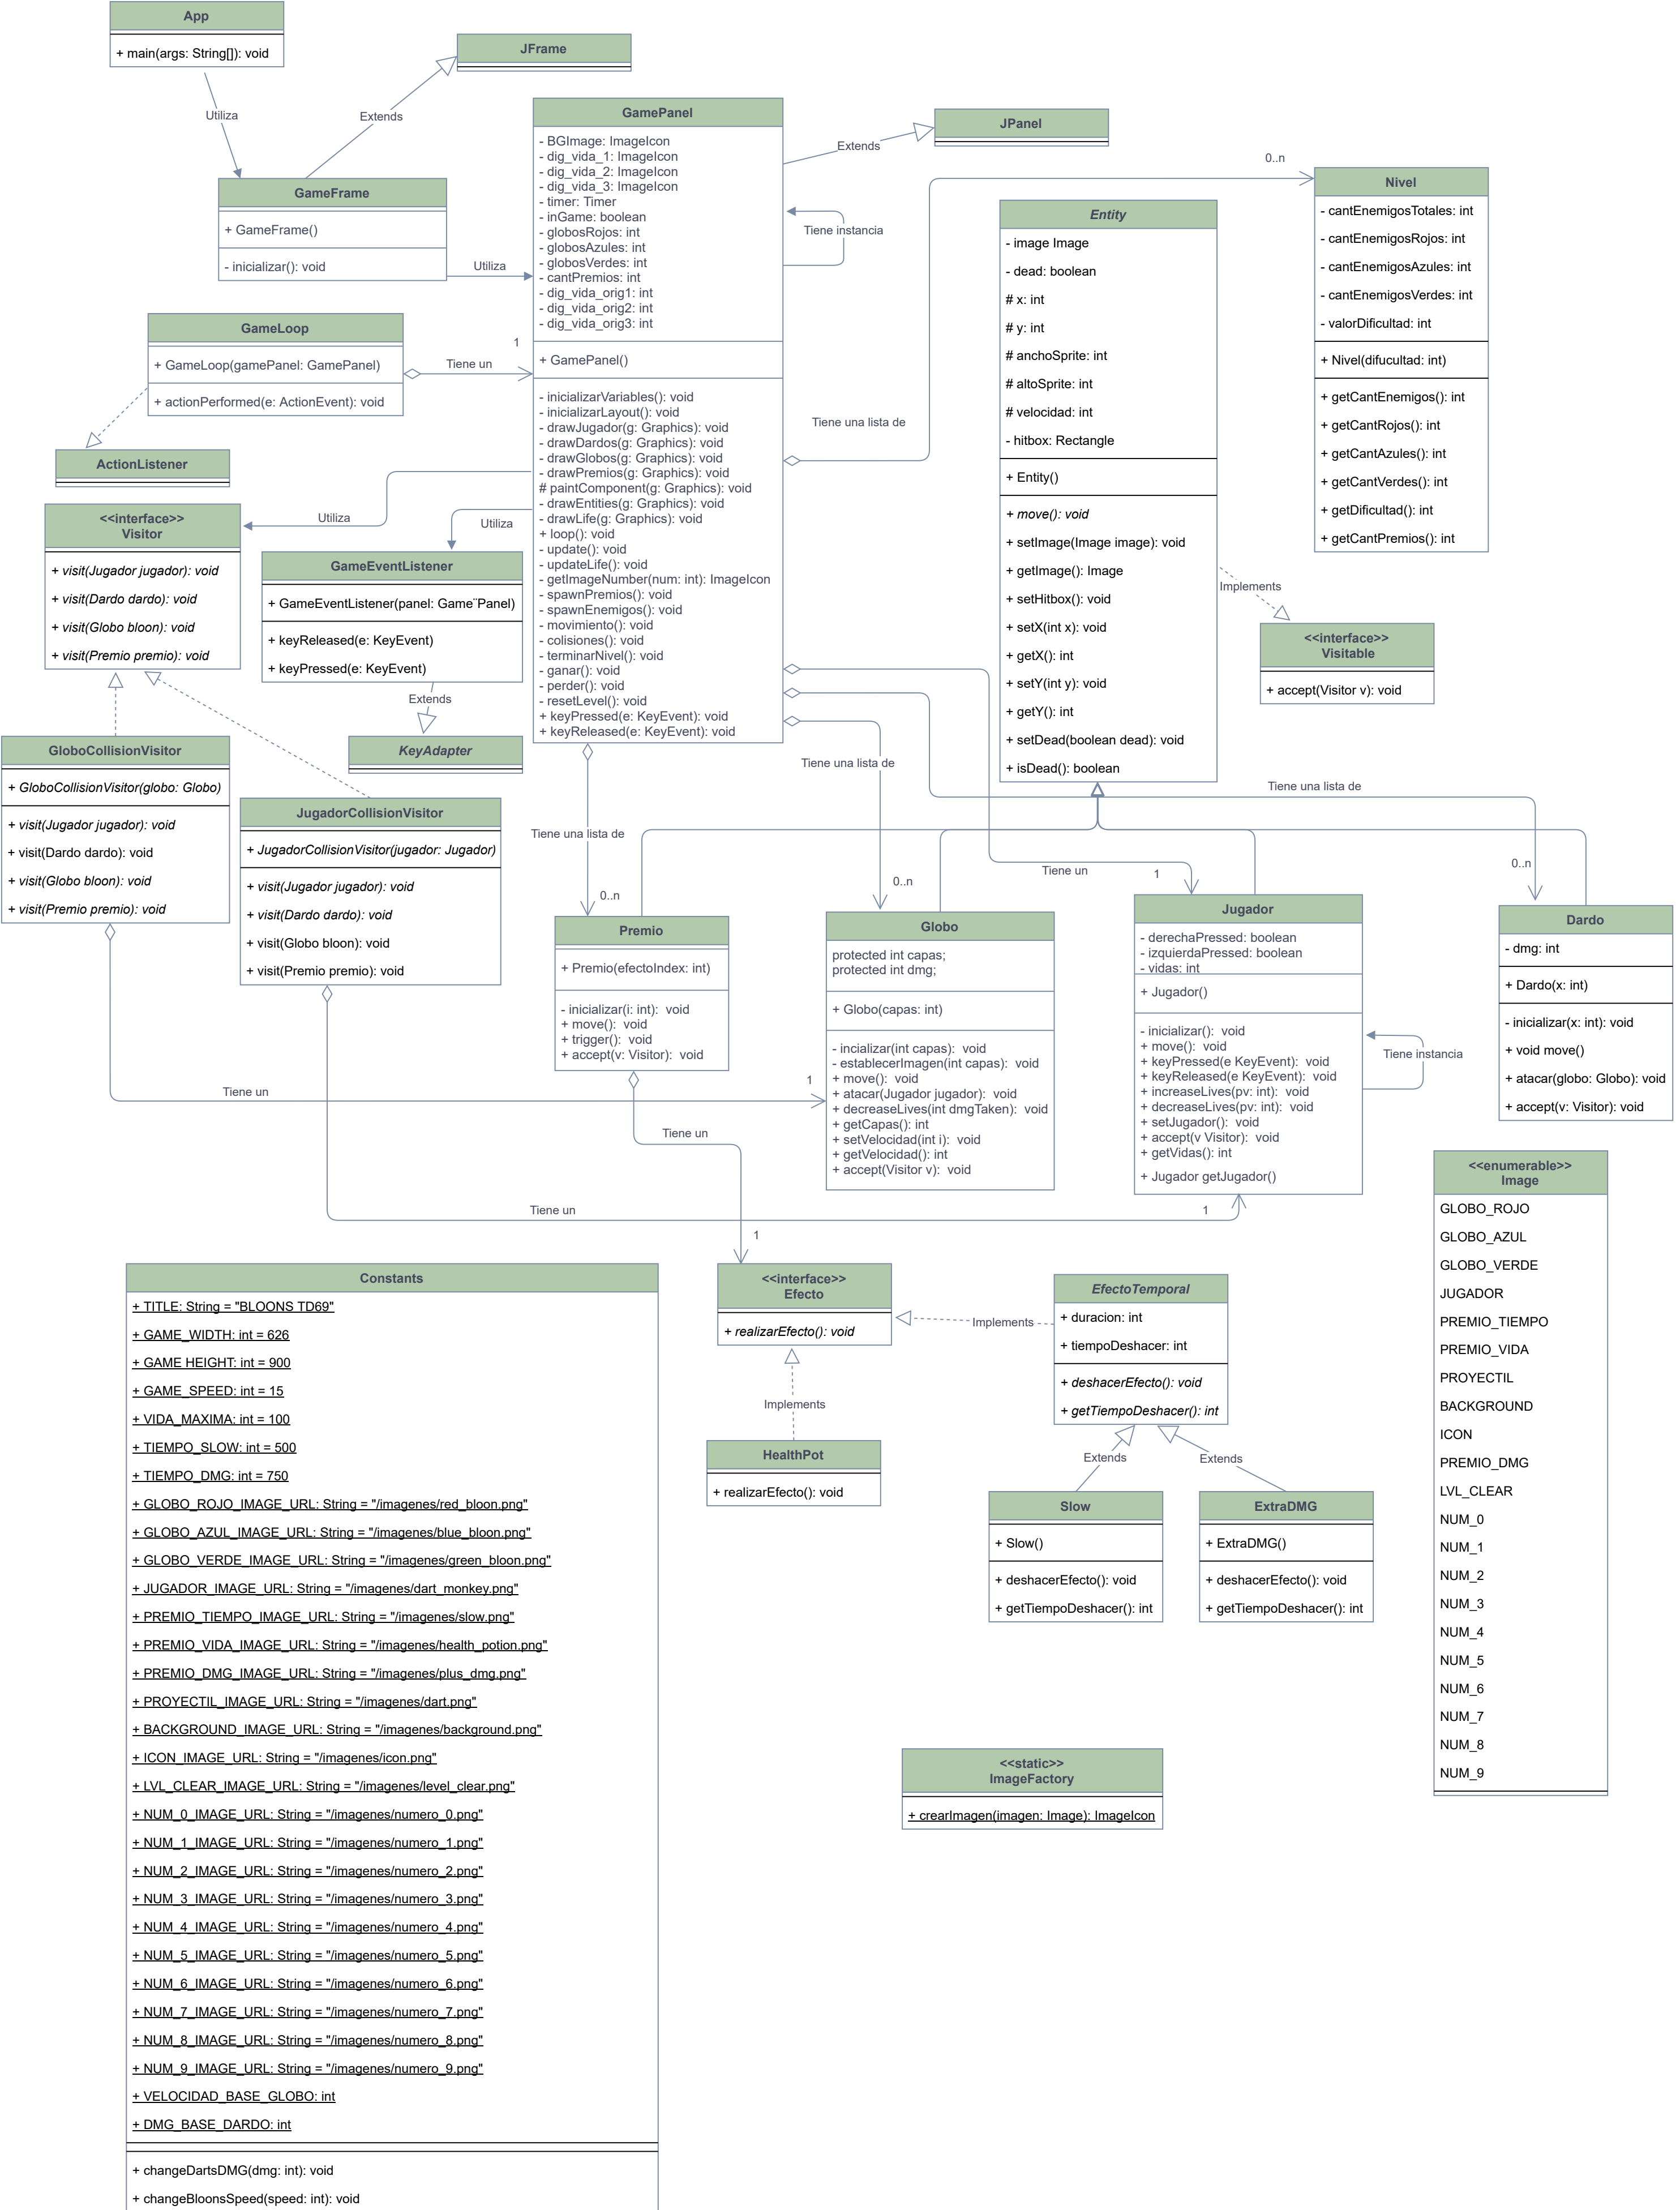 App
+ main(args: String[]): void
Utiliza
JFrame
Extends
GameFrame
+ GameFrame()
- inicializar(): void
Utiliza
GamePanel
- BGImage: ImageIcon
- dig_vida_1: ImageIcon
- dig_vida_2: ImageIcon
- dig_vida_3: ImageIcon
- timer: Timer
- inGame: boolean
- globosRojos: int
- globosAzules: int
- globosVerdes: int
- cantPremios: int
- dig_vida_orig1: int
- dig_vida_orig2: int
- dig_vida_orig3: int
+ GamePanel()
- inicializarVariables(): void
- inicializarLayout(): void
- drawJugador(g: Graphics): void
- drawDardos(g: Graphics): void
- drawGlobos(g: Graphics): void
- drawPremios(g: Graphics): void
# paintComponent(g: Graphics): void
- drawEntities(g: Graphics): void
- drawLife(g: Graphics): void
+ loop(): void
- update(): void
- updateLife(): void
- getImageNumber(num: int): ImageIcon
- spawnPremios(): void
- spawnEnemigos(): void
- movimiento(): void
- colisiones(): void
- terminarNivel(): void
- ganar(): void
- perder(): void
- resetLevel(): void
+ keyPressed(e: KeyEvent): void
+ keyReleased(e: KeyEvent): void
Extends
JPanel
Tiene instancia
0..n
Nivel
- cantEnemigosTotales: int
- cantEnemigosRojos: int
- cantEnemigosAzules: int
- cantEnemigosVerdes: int
- valorDificultad: int
+ Nivel(difucultad: int)
+ getCantEnemigos(): int
+ getCantRojos(): int
+ getCantAzules(): int
+ getCantVerdes(): int
+ getDificultad(): int
+ getCantPremios(): int
Entity
- image Image
- dead: boolean
# x: int
# y: int
# anchoSprite: int
# altoSprite: int
# velocidad: int
- hitbox: Rectangle
+ Entity()
+ move(): void
+ setImage(Image image): void
+ getImage(): Image
+ setHitbox(): void
+ setX(int x): void
+ getX(): int
+ setY(int y): void
+ getY(): int
+ setDead(boolean dead): void
+ isDead(): boolean
Tiene una lista de
Implements
<<interface>>
Visitable
+ accept(Visitor v): void
GameLoop
+ GameLoop(gamePanel: GamePanel)
+ actionPerformed(e: ActionEvent): void
Tiene un
1
ActionListener
<<interface>>
Visitor
+ visit(Jugador jugador): void
+ visit(Dardo dardo): void
+ visit(Globo bloon): void
+ visit(Premio premio): void
Utiliza
Utiliza
GameEventListener
+ GameEventListener(panel: Game¨Panel)
+ keyReleased(e: KeyEvent)
+ keyPressed(e: KeyEvent)
Extends
KeyAdapter
GloboCollisionVisitor
+ GloboCollisionVisitor(globo: Globo)
+ visit(Jugador jugador): void
+ visit(Dardo dardo): void
+ visit(Globo bloon): void
+ visit(Premio premio): void
JugadorCollisionVisitor
+ JugadorCollisionVisitor(jugador: Jugador)
+ visit(Jugador jugador): void
+ visit(Dardo dardo): void
+ visit(Globo bloon): void
+ visit(Premio premio): void
Tiene una lista de
0..n
Tiene una lista de
0..n
Tiene un
1
Tiene una lista de
0..n
Premio
+ Premio(efectoIndex: int)
- inicializar(i: int): void
+ move(): void
+ trigger(): void
+ accept(v: Visitor): void
Globo
protected int capas;
protected int dmg;
+ Globo(capas: int)
- incializar(int capas): void
- establecerImagen(int capas): void
+ move(): void
+ atacar(Jugador jugador): void
+ decreaseLives(int dmgTaken): void
+ getCapas(): int
+ setVelocidad(int i): void
+ getVelocidad(): int
+ accept(Visitor v): void
Jugador
- derechaPressed: boolean
- izquierdaPressed: boolean
- vidas: int
+ Jugador()
- inicializar(): void
+ move(): void
+ keyPressed(e KeyEvent): void
+ keyReleased(e KeyEvent): void
+ increaseLives(pv: int): void
+ decreaseLives(pv: int): void
+ setJugador(): void
+ accept(v Visitor): void
+ getVidas(): int
+ Jugador getJugador()
Tiene instancia
Dardo
- dmg: int
+ Dardo(x: int)
- inicializar(x: int): void
+ void move()
+ atacar(globo: Globo): void
+ accept(v: Visitor): void
Tiene un
1
Tiene un
1
Tiene un
1
<<enumerable>>
Image
GLOBO_ROJO
GLOBO_AZUL
GLOBO_VERDE
JUGADOR
PREMIO_TIEMPO
PREMIO_VIDA
PROYECTIL
BACKGROUND
ICON
PREMIO_DMG
LVL_CLEAR
NUM_0
NUM_1
NUM_2
NUM_3
NUM_4
NUM_5
NUM_6
NUM_7
NUM_8
NUM_9
<<interface>>
Efecto
+ realizarEfecto(): void
Implements
EfectoTemporal
+ duracion: int
+ tiempoDeshacer: int
+ deshacerEfecto(): void
+ getTiempoDeshacer(): int
Implements
HealthPot
+ realizarEfecto(): void
Extends
Extends
Slow
+ Slow()
+ deshacerEfecto(): void
+ getTiempoDeshacer(): int
ExtraDMG
+ ExtraDMG()
+ deshacerEfecto(): void
+ getTiempoDeshacer(): int
<<static>>
ImageFactory
+ crearImagen(imagen: Image): ImageIcon
Constants
+ TITLE: String = "BLOONS TD69"
+ GAME_WIDTH: int = 626
+ GAME HEIGHT: int = 900
+ GAME_SPEED: int = 15
+ VIDA_MAXIMA: int = 100
+ TIEMPO_SLOW: int = 500
+ TIEMPO_DMG: int = 750
+ GLOBO_ROJO_IMAGE_URL: String = "/imagenes/red_bloon.png"
+ GLOBO_AZUL_IMAGE_URL: String = "/imagenes/blue_bloon.png"
+ GLOBO_VERDE_IMAGE_URL: String = "/imagenes/green_bloon.png"
+ JUGADOR_IMAGE_URL: String = "/imagenes/dart_monkey.png"
+ PREMIO_TIEMPO_IMAGE_URL: String = "/imagenes/slow.png"
+ PREMIO_VIDA_IMAGE_URL: String = "/imagenes/health_potion.png"
+ PREMIO_DMG_IMAGE_URL: String = "/imagenes/plus_dmg.png"
+ PROYECTIL_IMAGE_URL: String = "/imagenes/dart.png"
+ BACKGROUND_IMAGE_URL: String = "/imagenes/background.png"
+ ICON_IMAGE_URL: String = "/imagenes/icon.png"
+ LVL_CLEAR_IMAGE_URL: String = "/imagenes/level_clear.png"
+ NUM_0_IMAGE_URL: String = "/imagenes/numero_0.png"
+ NUM_1_IMAGE_URL: String = "/imagenes/numero_1.png"
+ NUM_2_IMAGE_URL: String = "/imagenes/numero_2.png"
+ NUM_3_IMAGE_URL: String = "/imagenes/numero_3.png"
+ NUM_4_IMAGE_URL: String = "/imagenes/numero_4.png"
+ NUM_5_IMAGE_URL: String = "/imagenes/numero_5.png"
+ NUM_6_IMAGE_URL: String = "/imagenes/numero_6.png"
+ NUM_7_IMAGE_URL: String = "/imagenes/numero_7.png"
+ NUM_8_IMAGE_URL: String = "/imagenes/numero_8.png"
+ NUM_9_IMAGE_URL: String = "/imagenes/numero_9.png"
+ VELOCIDAD_BASE_GLOBO: int
+ DMG_BASE_DARDO: int
+ changeDartsDMG(dmg: int): void
+ changeBloonsSpeed(speed: int): void